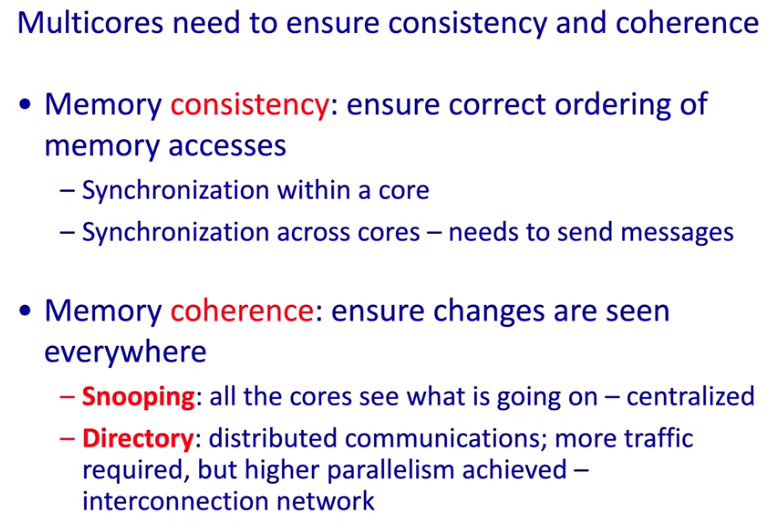 Multicores need to ensure consistency and coherence
• Memory consistency: ensure correct ordering of
memory accesses
– Synchronization within a core
– Synchronization across cores – needs to send messages
• Memory coherence: ensure changes are seen
everywhere
– Snooping: all the cores see what is going on – centralized
– Directory: distributed communications; more traffic
required, but higher parallelism achieved –
interconnection network